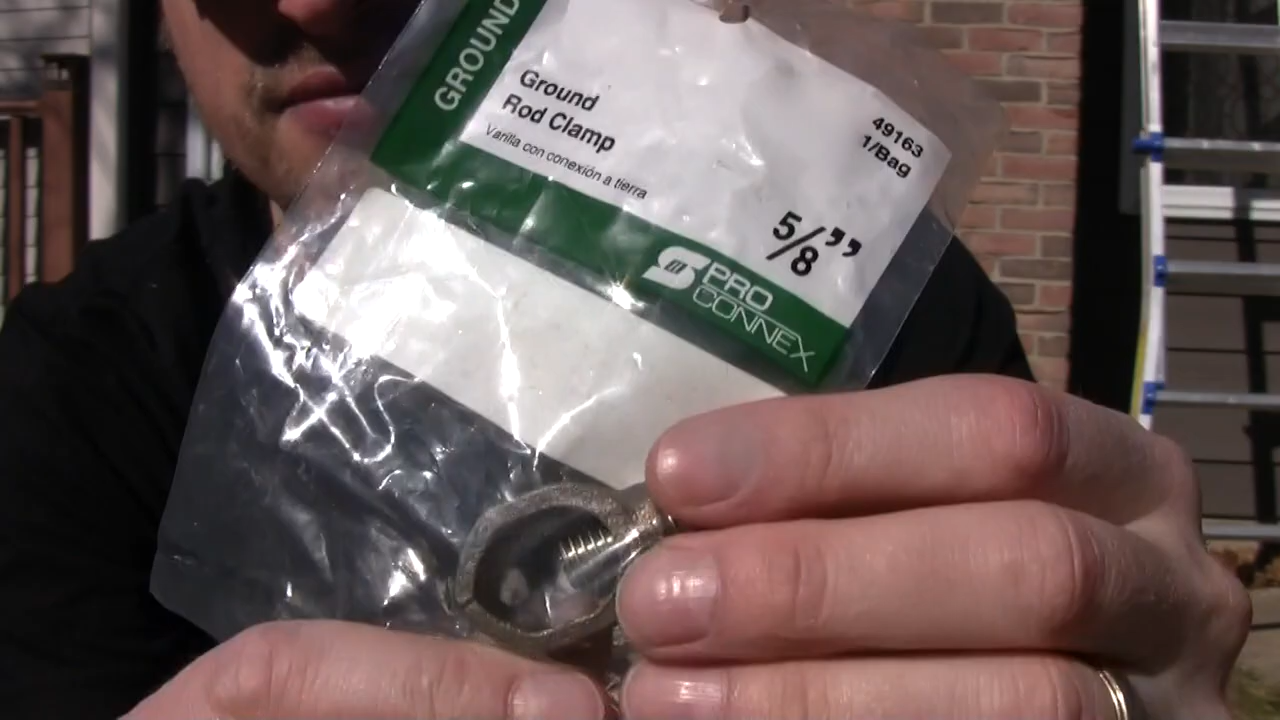 GROUND
Ground
Rod Clamp
Varilla con conexión a tierra
49163
1/Bag
5/8”
PRO
CONNEX